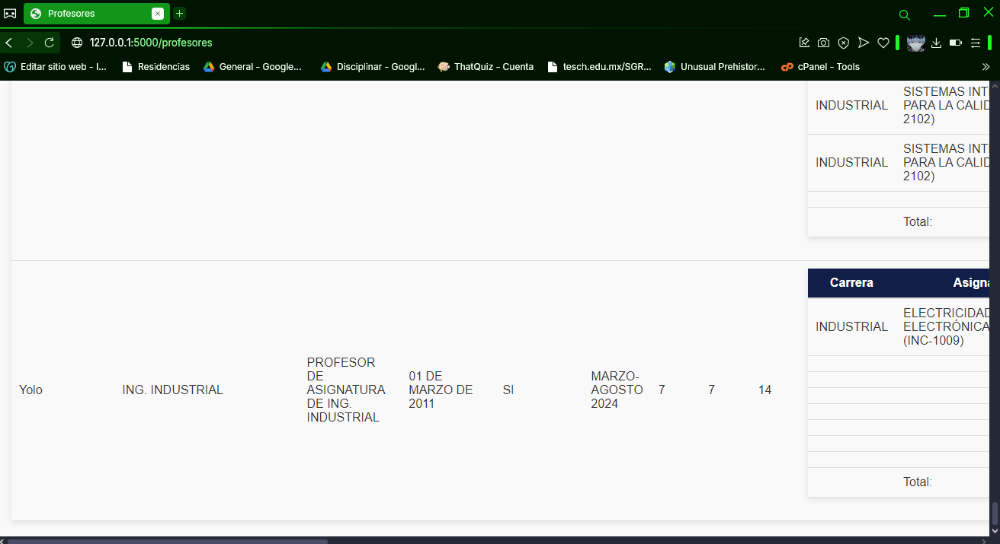 Profesores
127.0.0.1:5000/profesores
Editar sitio web - I...
Residencias
General - Google...
Disciplinar - Googl...
ThatQuiz - Cuenta
tesch.edu.mx/SGR...
Unusual Prehistor...
cPanel - Tools
INDUSTRIAL
SISTEMAS INT
PARA LA CALID
2102)
INDUSTRIAL
SISTEMAS INT
PARA LA CALID
2102)
Total:
Carrera
Asigna
INDUSTRIAL
ELECTRICIDAD
ELECTRÓNICA
(INC-1009)
Yolo
ING. INDUSTRIAL
PROFESOR
DE
ASIGNATURA
DE ING.
INDUSTRIAL
01 DE
MARZO DE
2011
SI
MARZO-
AGOSTO
2024
7
7
14
Total: